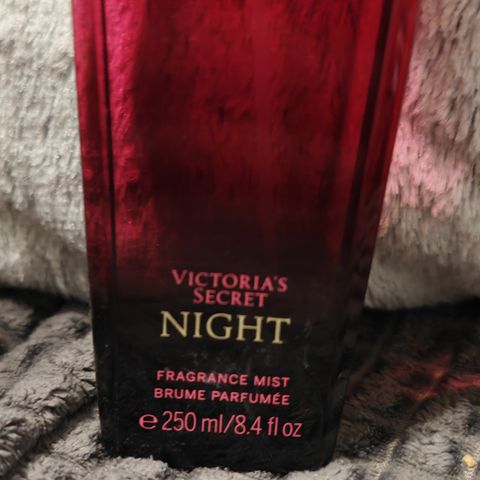 VICTORIA'S
SECRET
NIGHT
FRAGRANCE MIST
BRUME PARFUMÉE
℮ 250 ml/8.4 fl oz